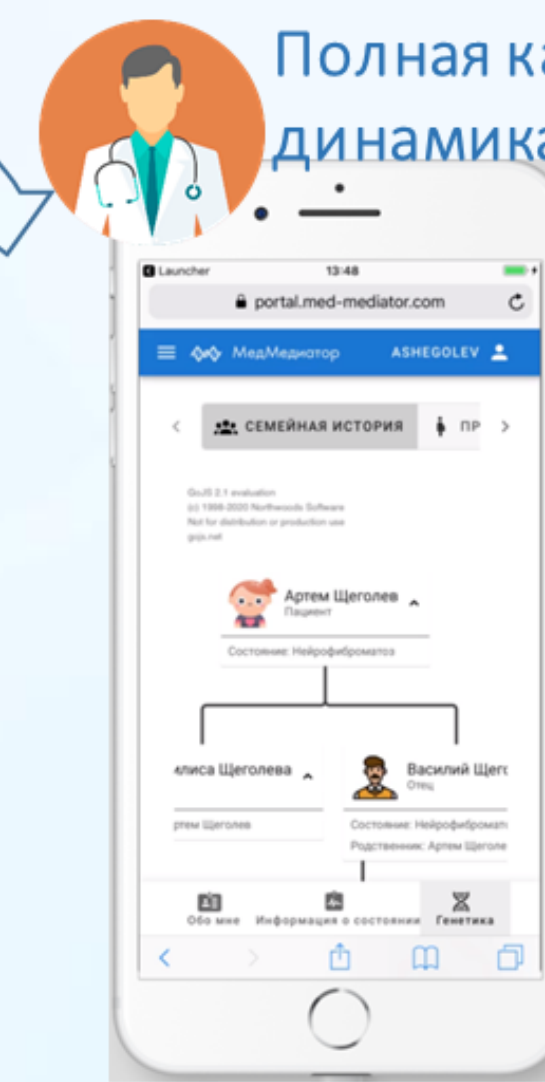 Полная ка
динамика
Launcher 13:48
portal.med-mediator.com
МедМедиатор ASHEGOLEV
СЕМЕЙНАЯ ИСТОРИЯ ПР
GoJS 2.1 evaluation
(c) 1998-2020 Northwoods Software
Not for distribution or production use
gojs.net
Артем Щеголев
Пациент
Состояние: Нейрофиброматоз
илиса Щеголева
ртем Щеголев
Василий Щего
Отец
Состояние: Нейрофибромато
Родственник: Артем Щеголе
Обо мне Информация о состоянии Генетика